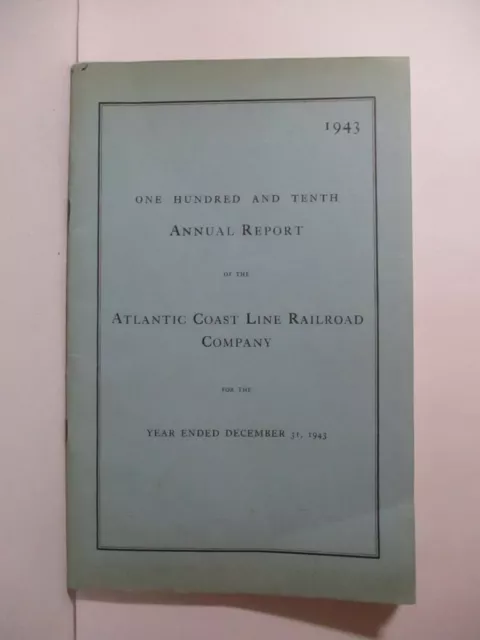 1943
ONE HUNDRED AND TENTH
ANNUAL REPORT
OF THE
ATLANTIC COAST LINE RAILROAD
COMPANY
FOR THE
YEAR ENDED DECEMBER 31, 1943